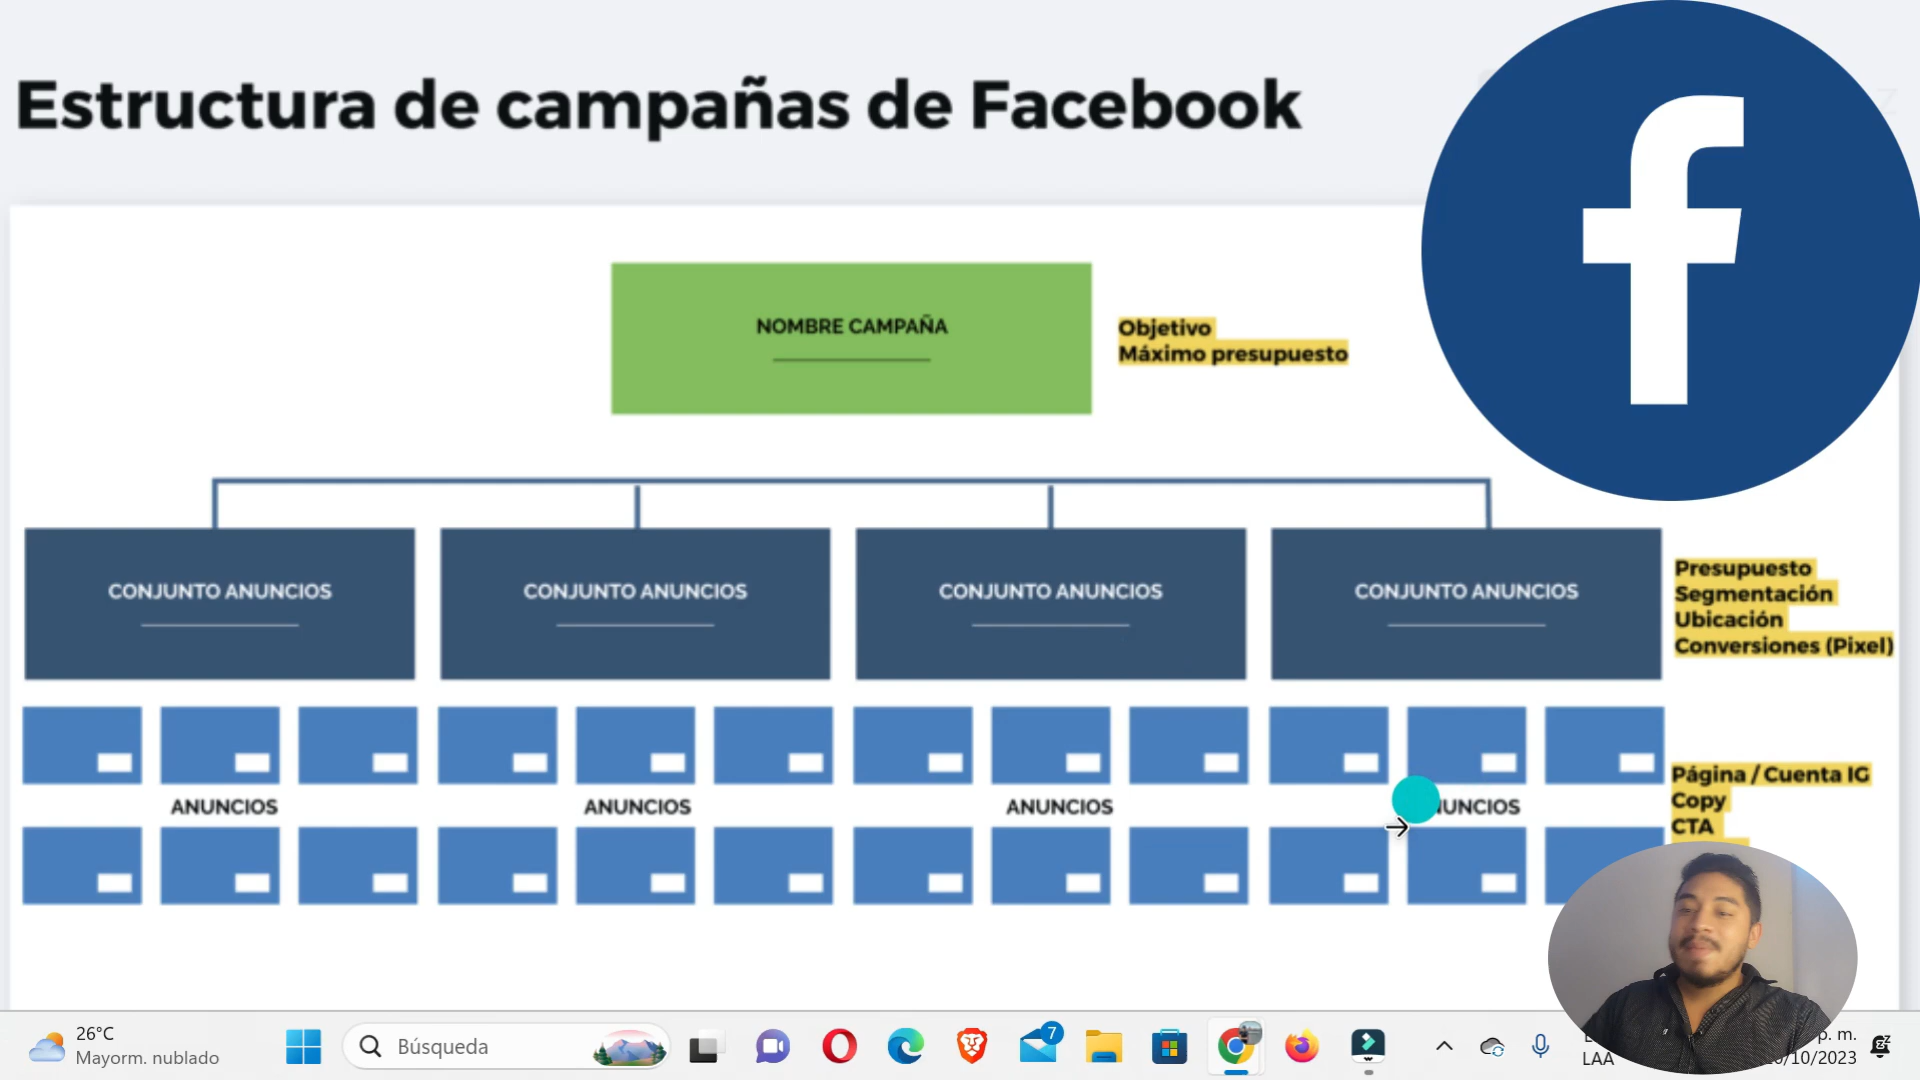 Estructura de campañas de Facebook
NOMBRE CAMPAÑA
Objetivo
Máximo presupuesto
CONJUNTO ANUNCIOS
CONJUNTO ANUNCIOS
CONJUNTO ANUNCIOS
CONJUNTO ANUNCIOS
Presupuesto
Segmentación
Ubicación
Conversiones (Pixel)
ANUNCIOS
ANUNCIOS
ANUNCIOS
Página / Cuenta IG
Copy
CTA
26°C
Mayorm. nublado
Búsqueda
7
LAA
p. m.
/10/2023